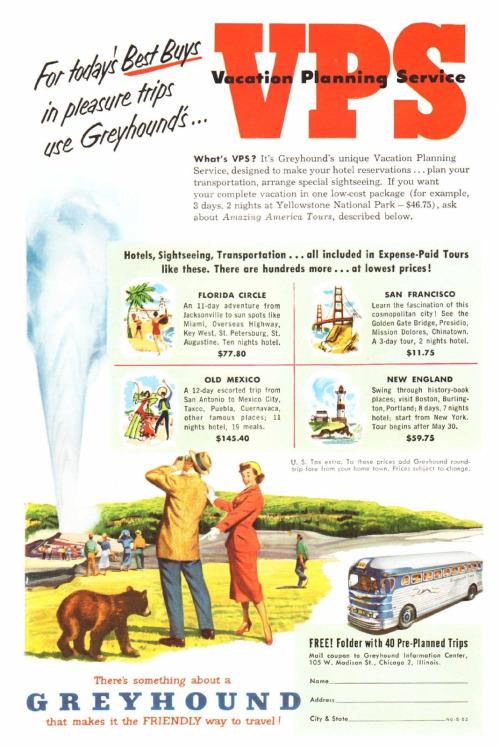 For today's Best Buys
in pleasure trips
use Greyhound's...
VPS
Vacation Planning Service
What's VPS? It's Greyhound's unique Vacation Planning
Service, designed to make your hotel reservations . . . plan your
transportation, arrange special sightseeing. If you want
your complete vacation in one low-cost package (for example,
3 days, 2 nights at Yellowstone National Park – $46.75), ask
about Amazing America Tours, described below.
Hotels, Sightseeing, Transportation . . . all included in Expense-Paid Tours
like these. There are hundreds more . . . at lowest prices!
FLORIDA CIRCLE
An 11-day adventure from
Jacksonville to sun spots like
Miami, Overseas Highway,
Key West, St. Petersburg, St.
Augustine. Ten nights hotel.
$77.80
SAN FRANCISCO
Learn the fascination of this
cosmopolitan city! See the
Golden Gate Bridge, Presidio,
Mission Dolores, Chinatown.
A 3-day tour, 2 nights hotel.
$11.75
OLD MEXICO
A 12-day escorted trip from
San Antonio to Mexico City,
Taxco, Puebla, Cuernavaca,
other famous places; 11
nights hotel, 19 meals.
$145.40
NEW ENGLAND
Swing through history-book
places; visit Boston, Burling-
ton, Portland; 8 days, 7 nights
hotel; start from New York.
Tour begins after May 30.
$59.75
U. S. Tax extra. To these prices add Greyhound round-
trip-fare from your home town. Prices subject to change.
FREE! Folder with 40 Pre-Planned Trips
Mail coupon to Greyhound Information Center,
105 W. Madison St., Chicago 2, Illinois.
Name
Address
City & State
There's something about a
GREYHOUND
that makes it the FRIENDLY way to travel!